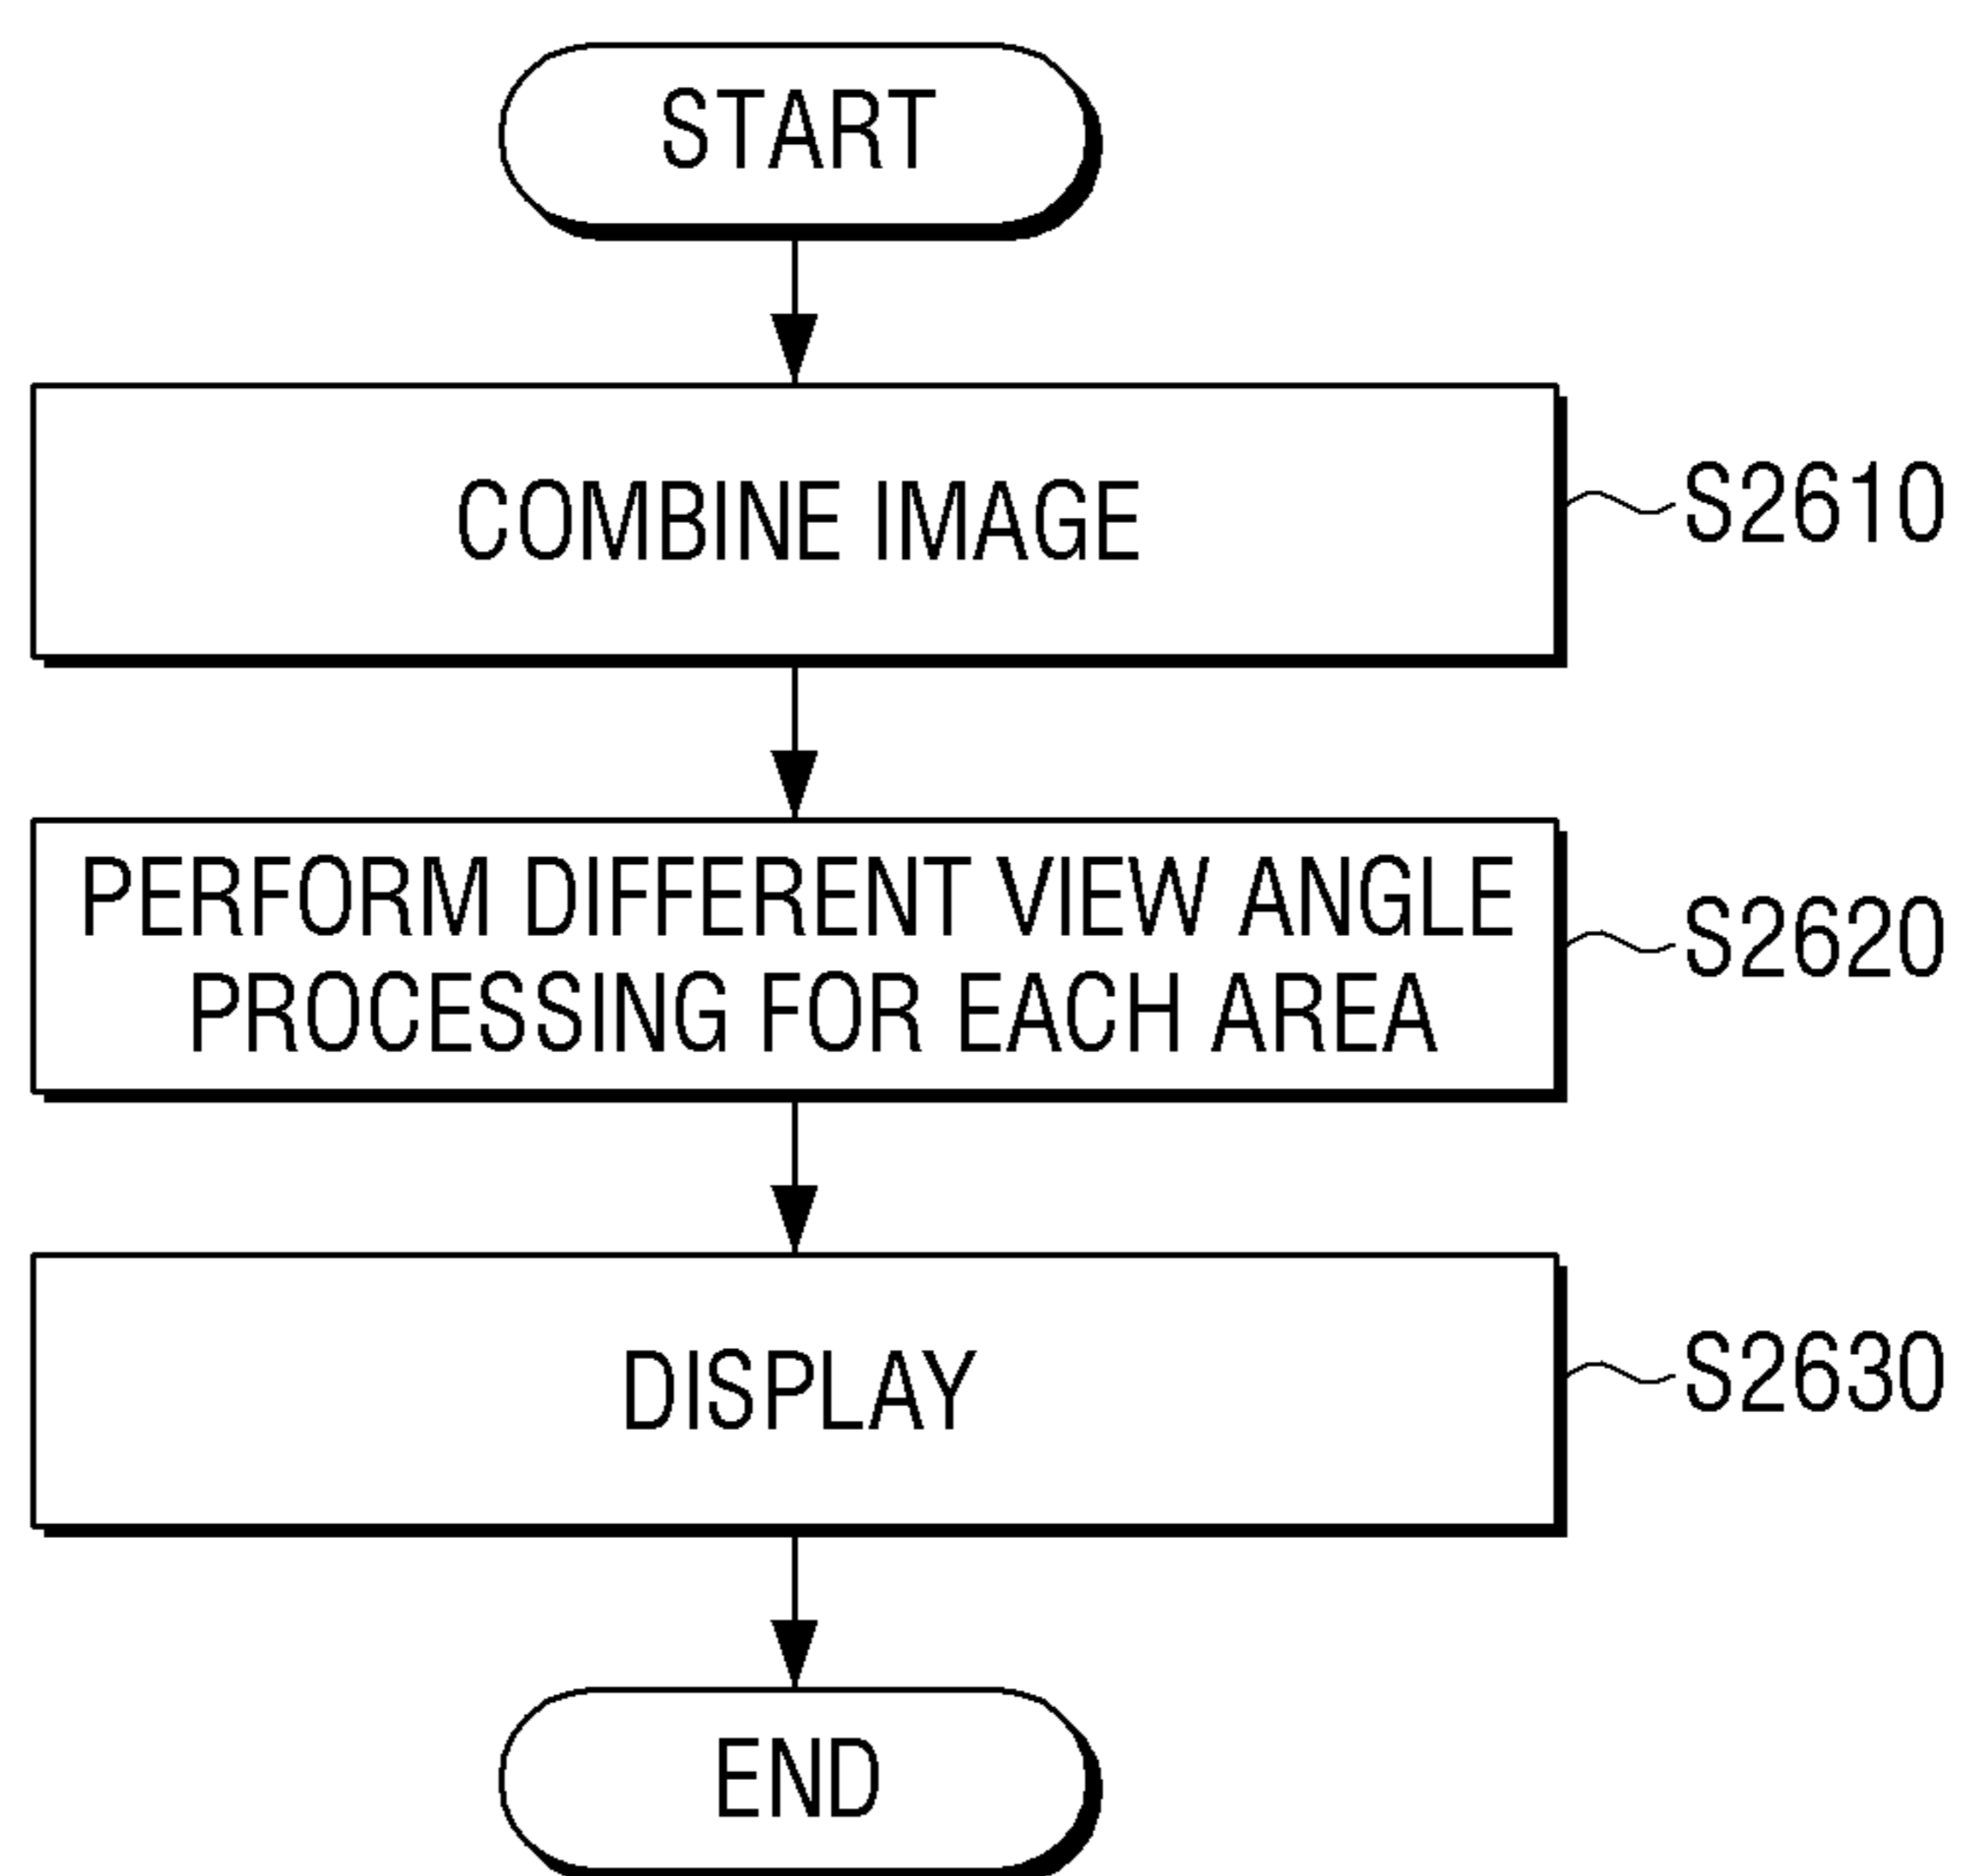 START
COMBINE IMAGE
S2610
PERFORM DIFFERENT VIEW ANGLE
PROCESSING FOR EACH AREA
S2620
DISPLAY
S2630
END